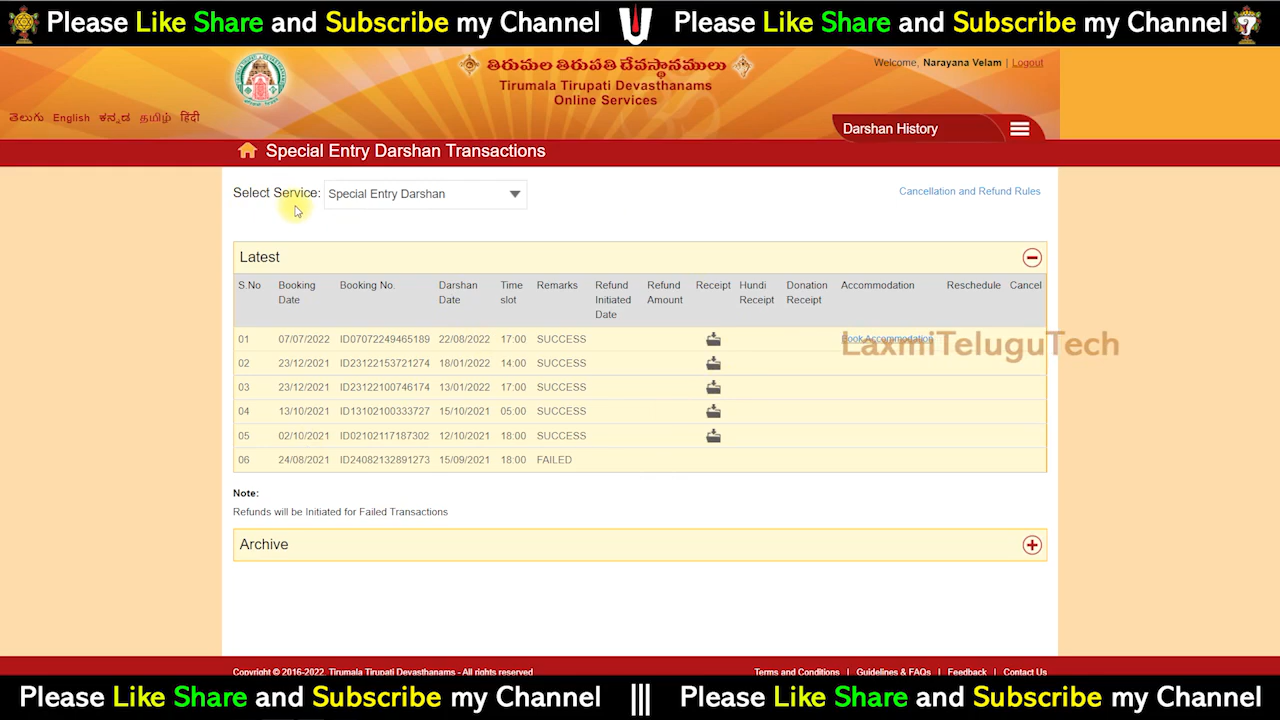 Please Like Share and Subscribe my Channel Please Like Share and Subscribe my Channel
తిరుమల తిరుపతి దేవస్థానములు
Tirumala Tirupati Devasthanams
Online Services
Welcome, Narayana Velam | Logout
తెలుగు English ಕನ್ನಡ தமிழ் हिंदी
Darshan History
Special Entry Darshan Transactions
Select Service: Special Entry Darshan
Cancellation and Refund Rules
Latest
S.No Booking Date Booking No. Darshan Date Time slot Remarks Refund Initiated Date Refund Amount Receipt Hundi Receipt Donation Receipt Accommodation Reschedule Cancel
01 07/07/2022 ID07072249465189 22/08/2022 17:00 SUCCESS Book Accommodation
LaxmiTeluguTech
02 23/12/2021 ID23122153721274 18/01/2022 14:00 SUCCESS
03 23/12/2021 ID23122100746174 13/01/2022 17:00 SUCCESS
04 13/10/2021 ID13102100333727 15/10/2021 05:00 SUCCESS
05 02/10/2021 ID02102117187302 12/10/2021 18:00 SUCCESS
06 24/08/2021 ID24082132891273 15/09/2021 18:00 FAILED
Note:
Refunds will be Initiated for Failed Transactions
Archive
Copyright © 2016-2022, Tirumala Tirupati Devasthanams - All rights reserved
Terms and Conditions | Guidelines & FAQs | Feedback | Contact Us
Please Like Share and Subscribe my Channel ||| Please Like Share and Subscribe my Channel